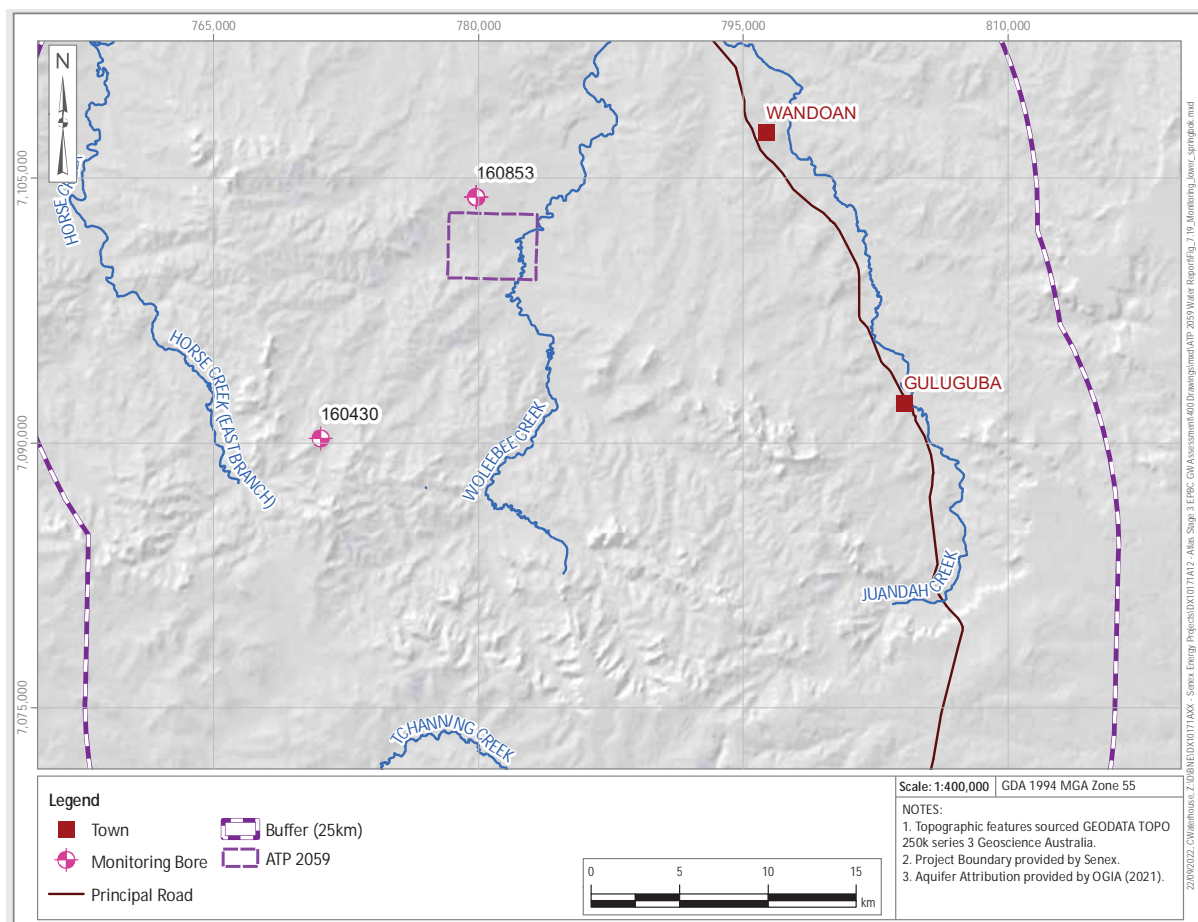 765,000
780,000
795,000
810,000
N
WANDOAN
7,105,000
160853
HORSE CREEK
HORSE CREEK (EAST BRANCH)
GULUGUBA
160430
7,090,000
WOLEEBEE CREEK
JUANDAH CREEK
7,075,000
TCHANNING CREEK
Legend
Town
Buffer (25km)
Monitoring Bore
ATP 2059
Principal Road
0 5 10 15
km
Scale: 1:400,000 GDA 1994 MGA Zone 55
NOTES:
1. Topographic features sourced GEODATA TOPO
250k series 3 Geoscience Australia.
2. Project Boundary provided by Senex.
3. Aquifer Attribution provided by OGIA (2021).